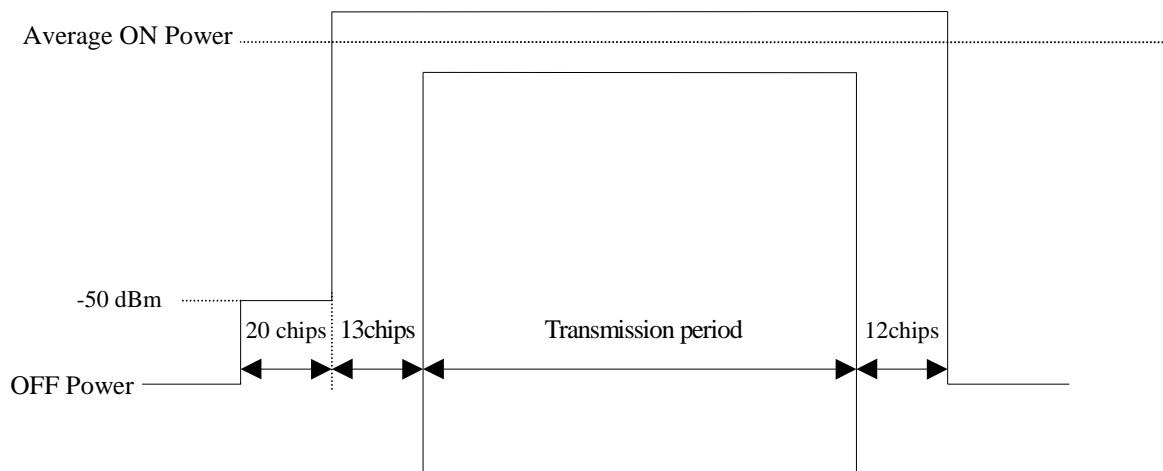 Average ON Power
-50 dBm
20 chips
13chips
Transmission period
12chips
OFF Power